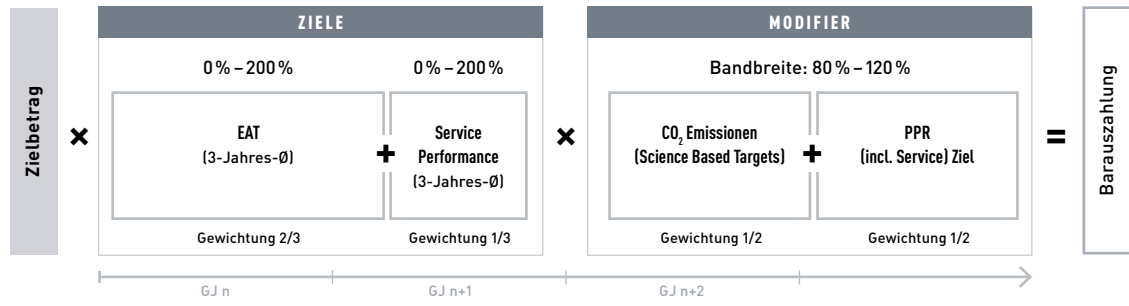 Zielbetrag
×
ZIELE
0 % – 200 %
0 % – 200 %
EAT
(3-Jahres-Ø)
+
Service
Performance
(3-Jahres-Ø)
Gewichtung 2/3
Gewichtung 1/3
×
MODIFIER
Bandbreite: 80 % – 120 %
CO₂ Emissionen
(Science Based Targets)
+
PPR
(incl. Service) Ziel
Gewichtung 1/2
Gewichtung 1/2
=
Barauszahlung
GJ n
GJ n+1
GJ n+2